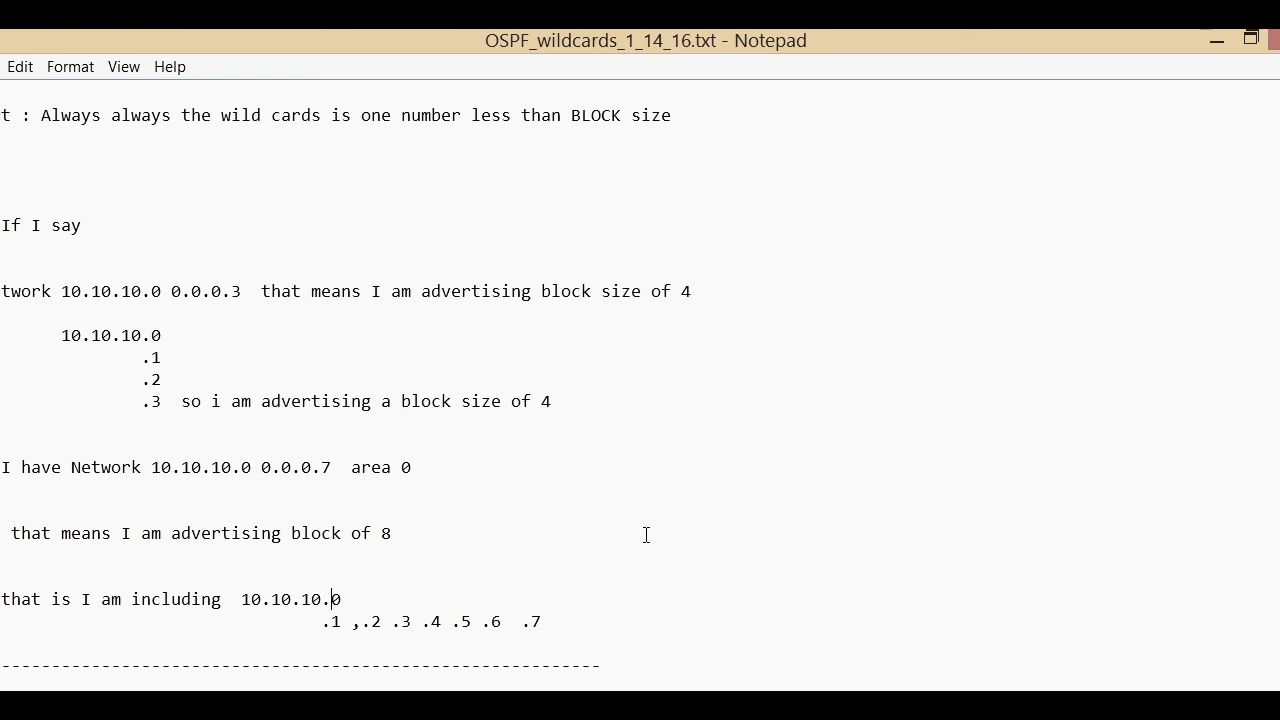 OSPF_wildcards_1_14_16.txt - Notepad
Edit Format View Help
t : Always always the wild cards is one number less than BLOCK size
If I say
twork 10.10.10.0 0.0.0.3 that means I am advertising block size of 4
10.10.10.0
.1
.2
.3 so i am advertising a block size of 4
I have Network 10.10.10.0 0.0.0.7 area 0
that means I am advertising block of 8
that is I am including 10.10.10.0
.1 ,.2 .3 .4 .5 .6 .7
------------------------------------------------------------